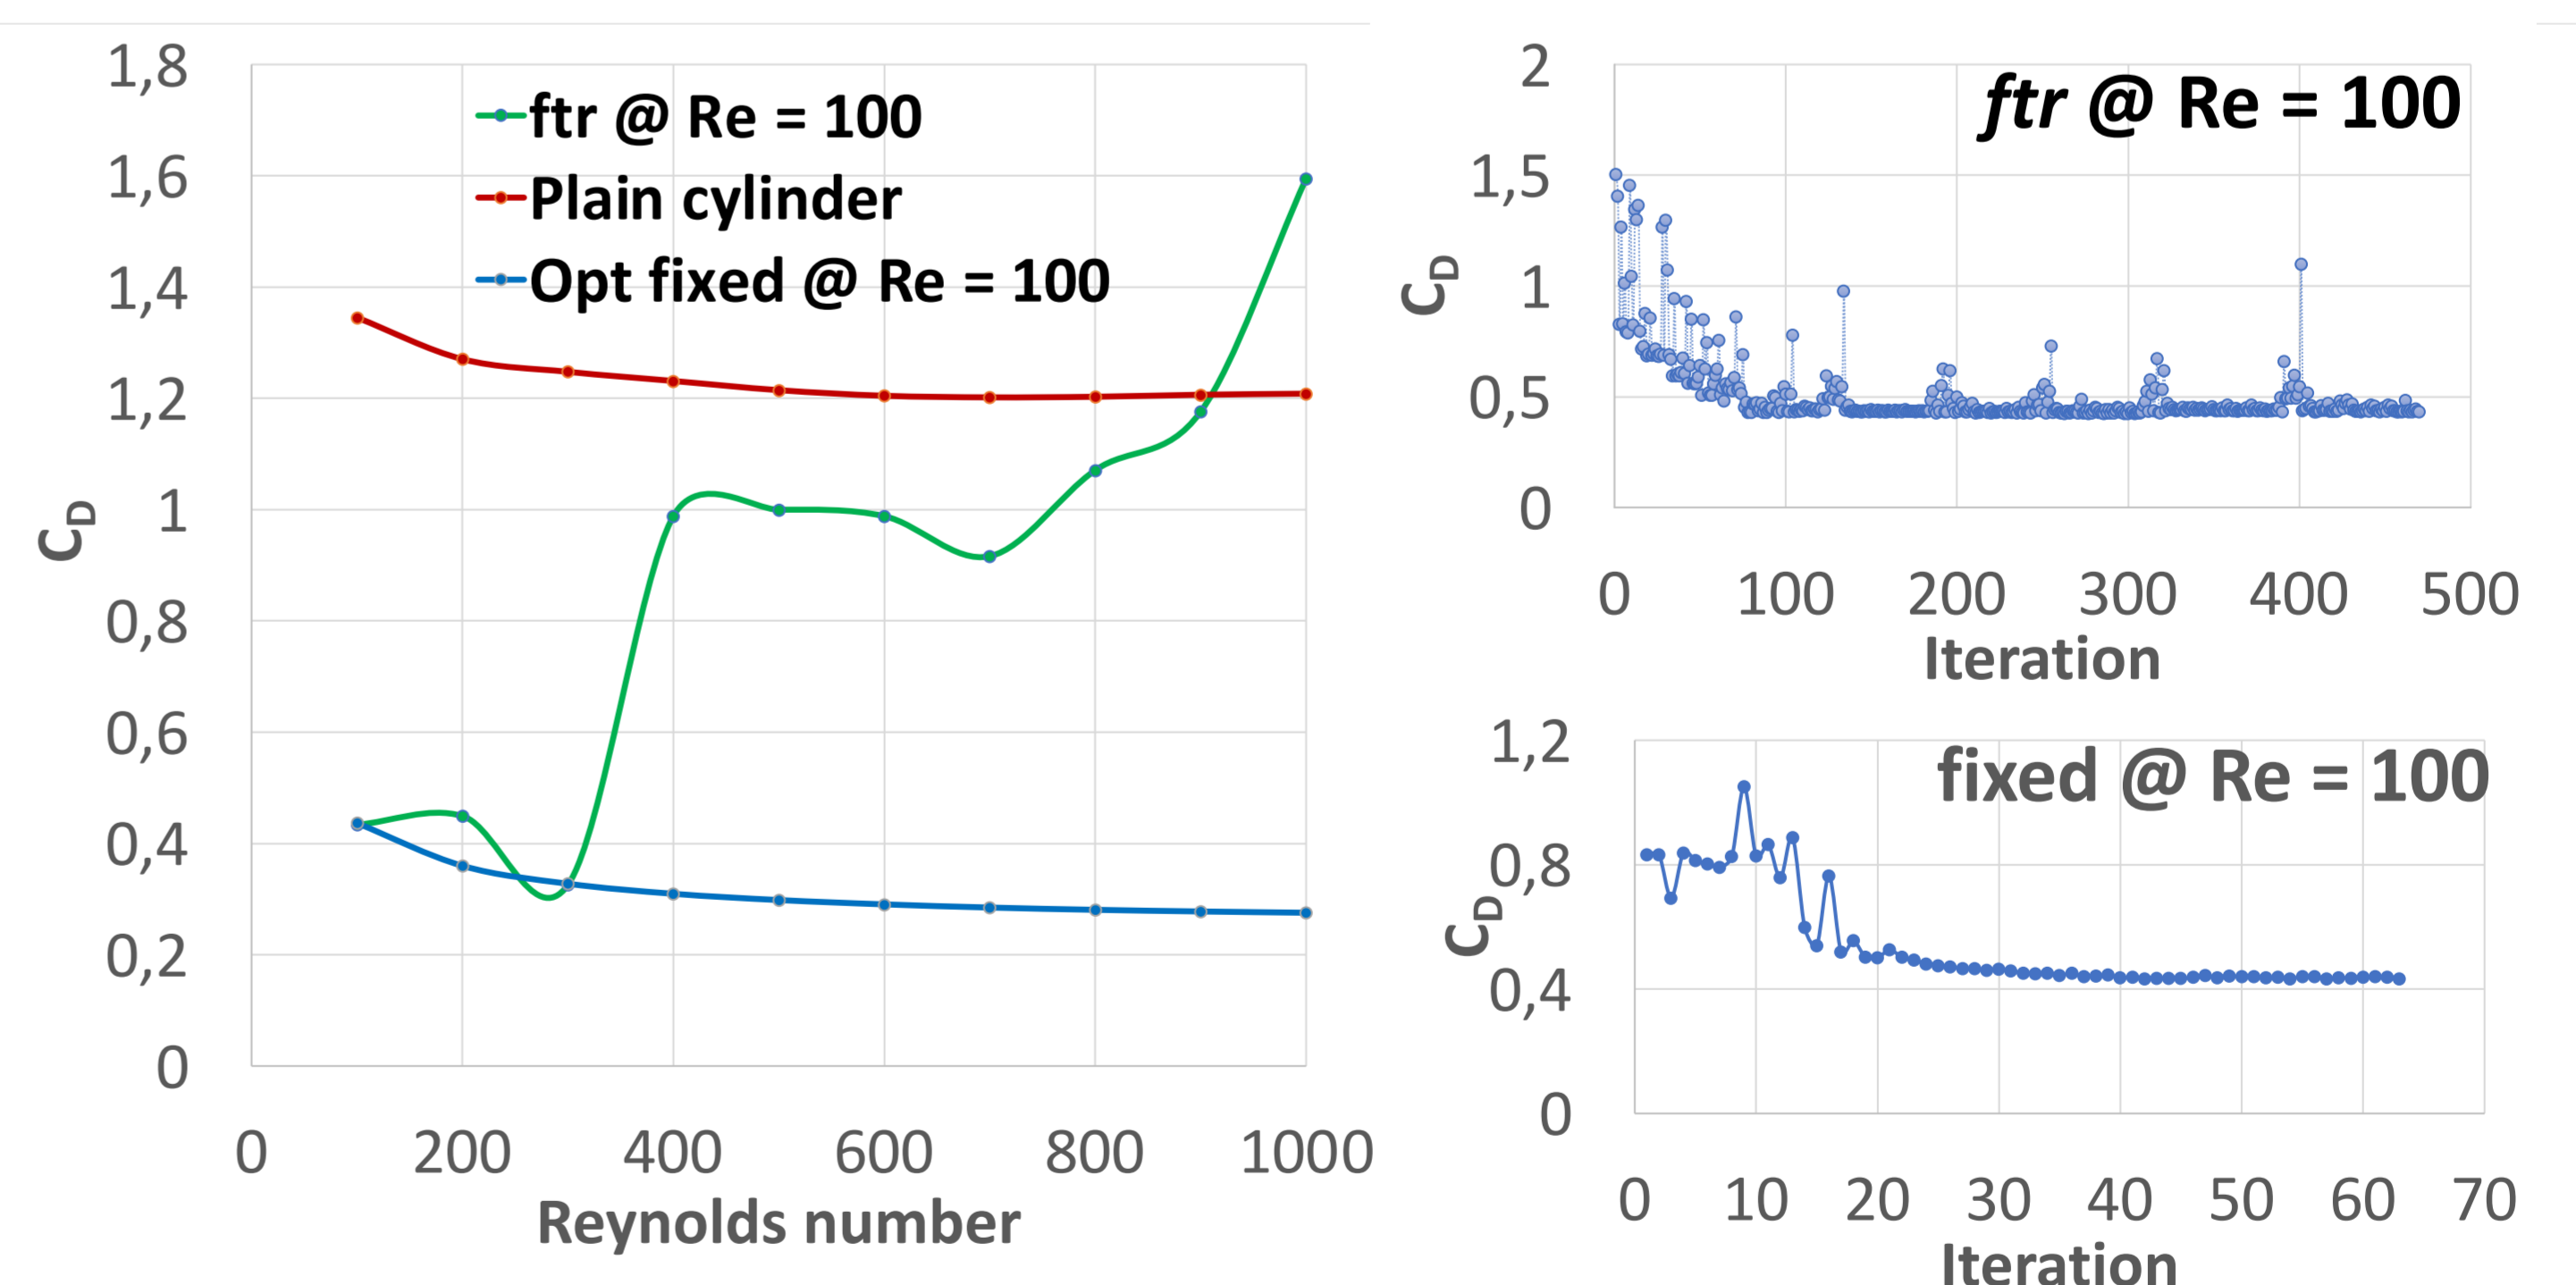 1,8
1,6
1,4
1,2
1
0,8
0,6
0,4
0,2
0
C_D
ftr @ Re = 100
Plain cylinder
Opt fixed @ Re = 100
0 200 400 600 800 1000
Reynolds number
2
1,5
1
0,5
0
C_D
ftr @ Re = 100
0 100 200 300 400 500
Iteration
1,2
0,8
0,4
0
C_D
fixed @ Re = 100
0 10 20 30 40 50 60 70
Iteration